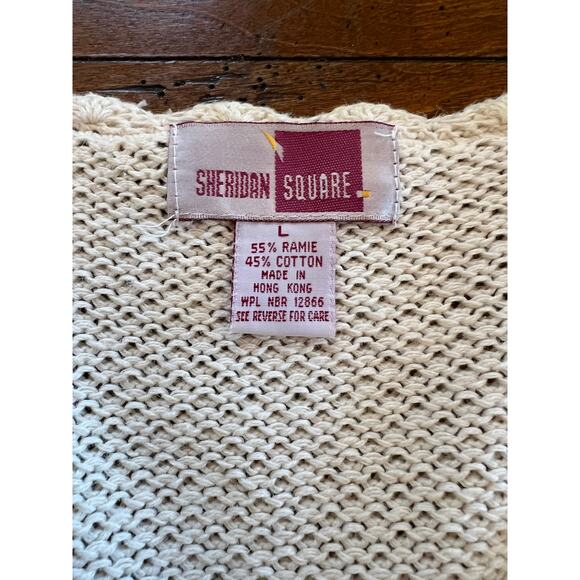 SHERIDAN SQUARE
L
55% RAMIE
45% COTTON
MADE IN
HONG KONG
WPL NBR 12866
SEE REVERSE FOR CARE